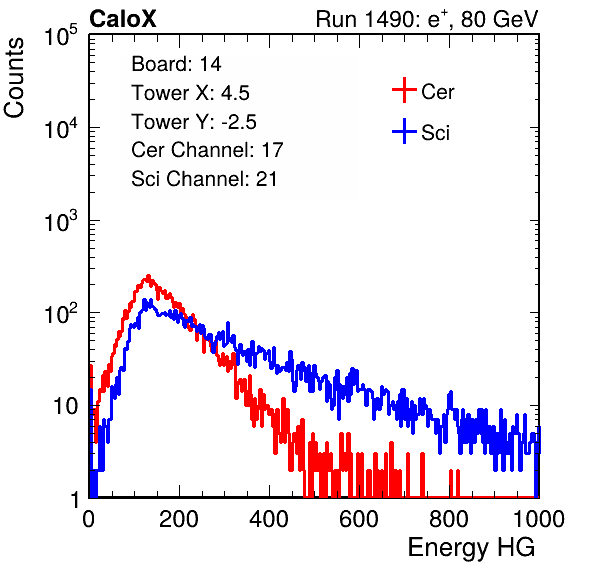 CaloX Run 1490: e⁺, 80 GeV
Counts
10⁵
10⁴
10³
10²
10
1
Board: 14
Tower X: 4.5
Tower Y: -2.5
Cer Channel: 17
Sci Channel: 21
Cer
Sci
0 200 400 600 800 1000
Energy HG